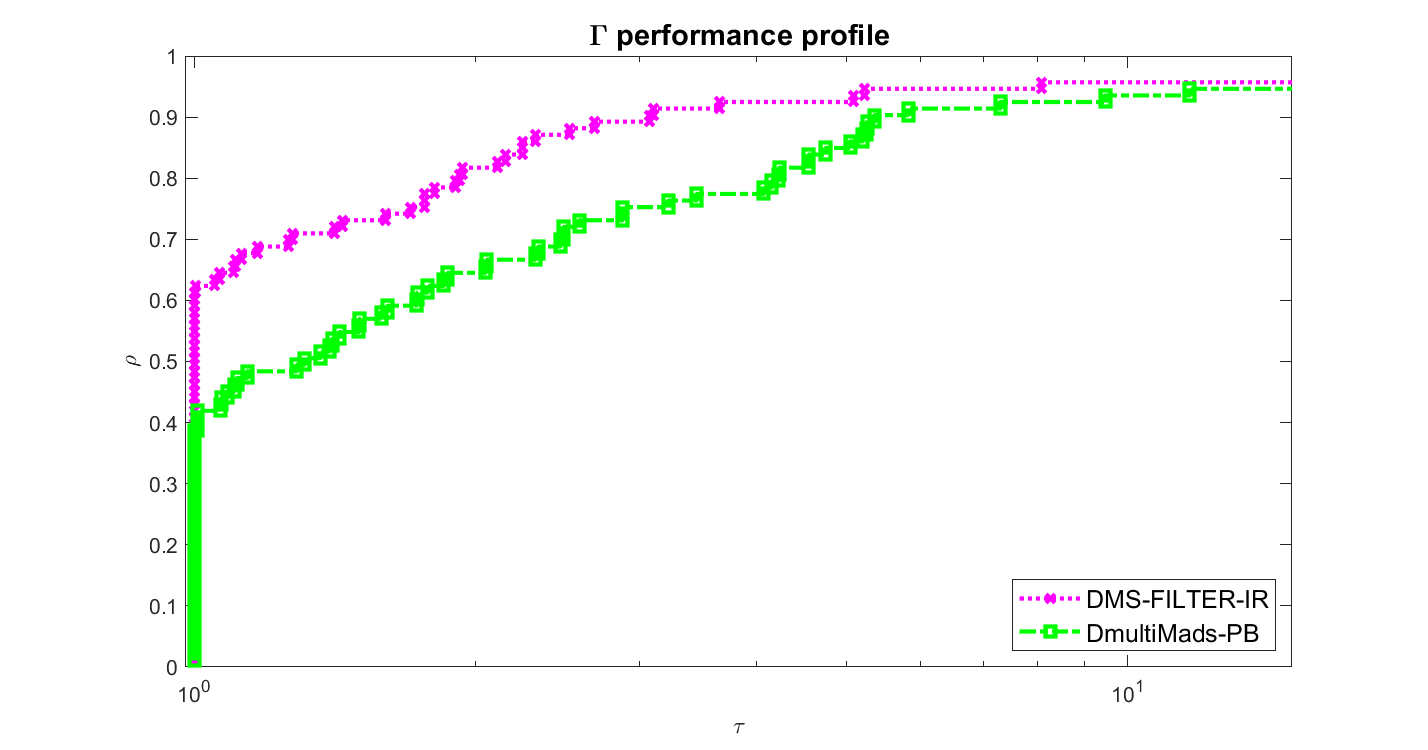 Γ performance profile
1
0.9
0.8
0.7
0.6
0.5
0.4
0.3
0.2
0.1
0
ρ
DMS-FILTER-IR
DmultiMads-PB
10⁰
10¹
τ